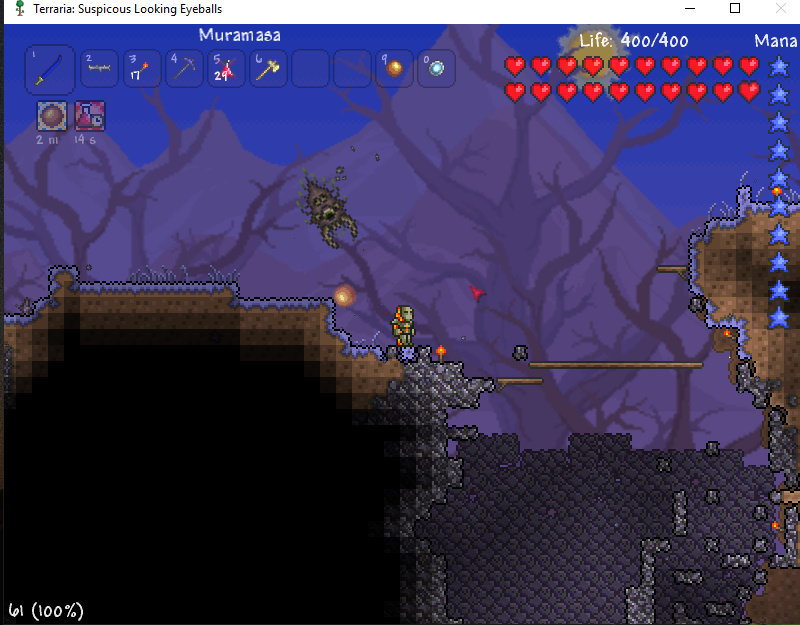 Terraria: Suspicous Looking Eyeballs
Muramasa
Life: 400/400
Mana
1 2 3 4 5 6 9 0
17 29
2 m 14 s
61 (100%)